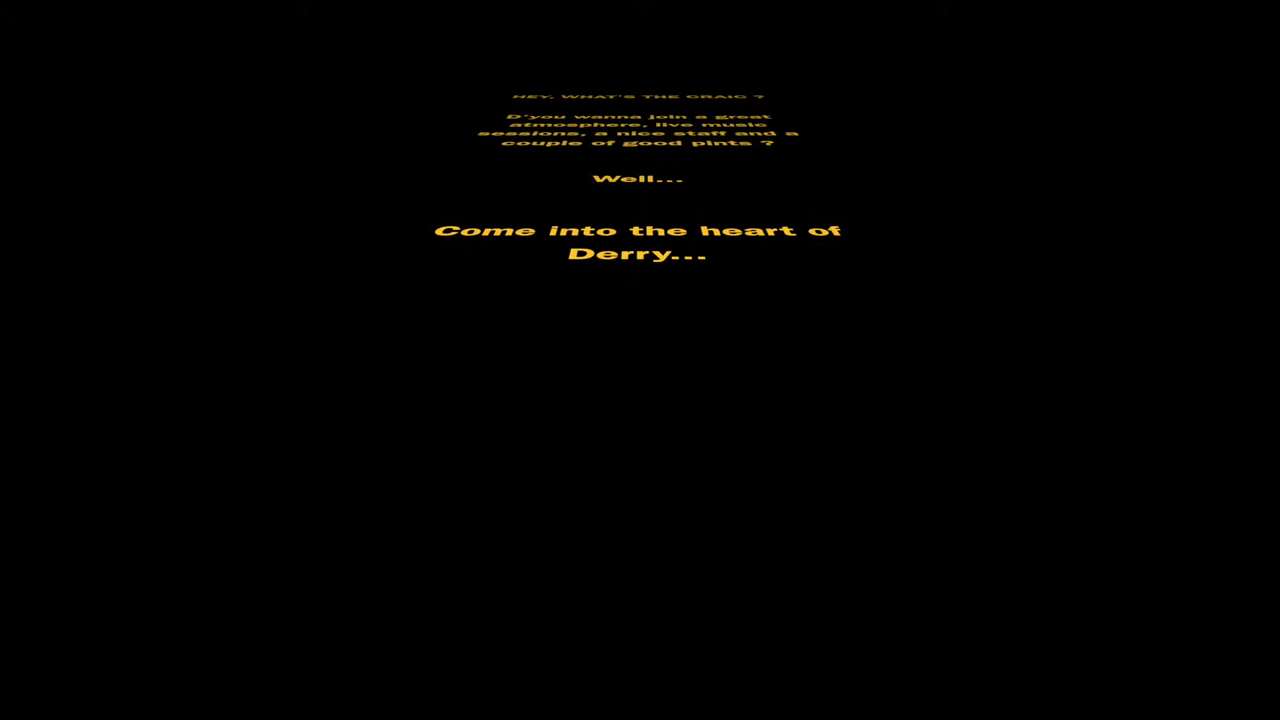 HEY, WHAT'S THE CRAIC ?
D'you wanna join a great
atmosphere, live music
sessions, a nice staff and a
couple of good pints ?
Well...
Come into the heart of
Derry...